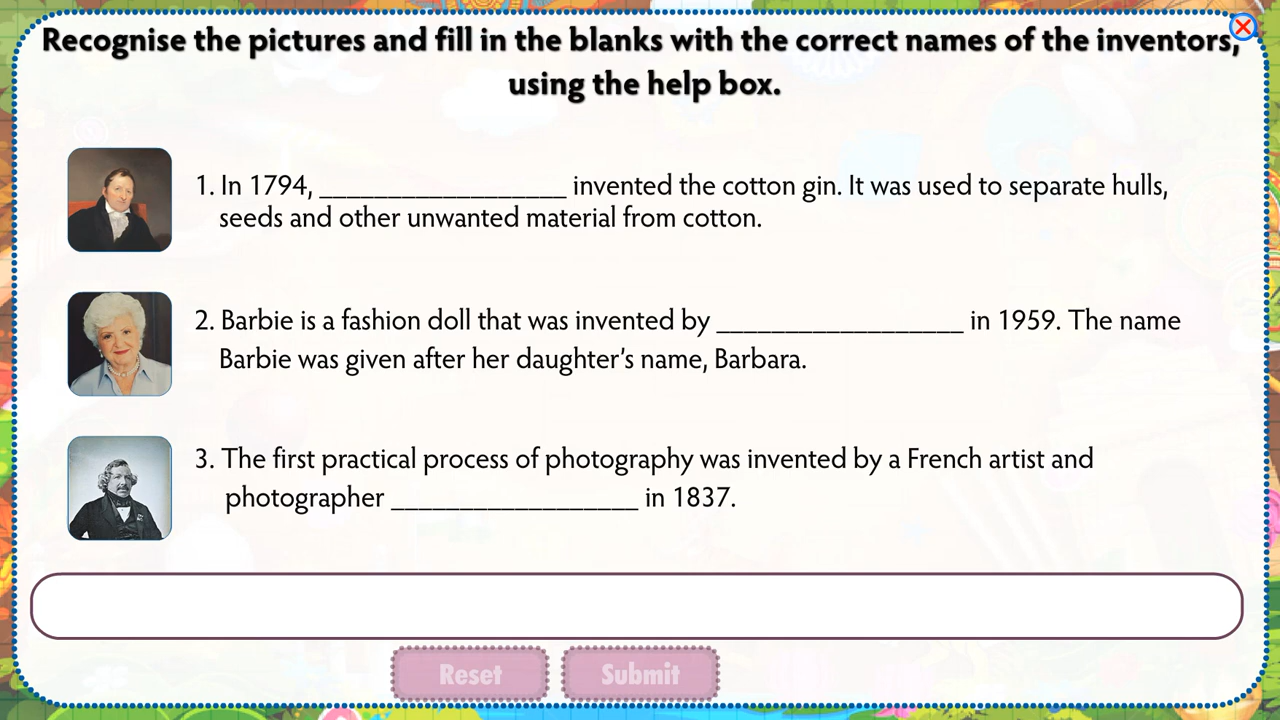 Recognise the pictures and fill in the blanks with the correct names of the inventors,
using the help box.
1. In 1794, __________________ invented the cotton gin. It was used to separate hulls,
seeds and other unwanted material from cotton.
2. Barbie is a fashion doll that was invented by __________________ in 1959. The name
Barbie was given after her daughter’s name, Barbara.
3. The first practical process of photography was invented by a French artist and
photographer __________________ in 1837.
Reset Submit